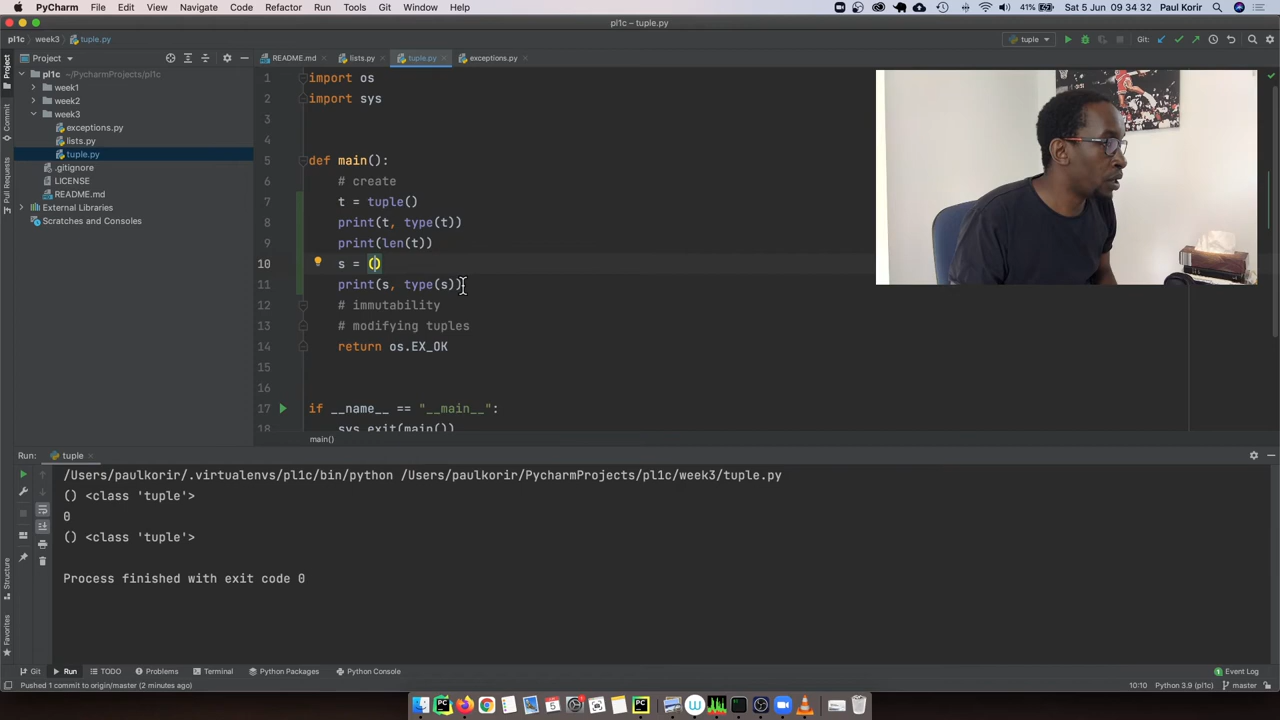 PyCharm File Edit View Navigate Code Refactor Run Tools Git Window Help 41% Sat 5 Jun 09:34:32 Paul Korir
pl1c – tuple.py
pl1c week3 tuple.py tuple Git:
Project README.md lists.py tuple.py exceptions.py
pl1c ~/PycharmProjects/pl1c
week1
week2
week3
exceptions.py
lists.py
tuple.py
.gitignore
LICENSE
README.md
External Libraries
Scratches and Consoles
Project
Commit
Pull Requests
Structure
Favorites
1 import os
2 import sys
3
4
5 def main():
6 # create
7 t = tuple()
8 print(t, type(t))
9 print(len(t))
10 s = ()
11 print(s, type(s))
12 # immutability
13 # modifying tuples
14 return os.EX_OK
15
16
17 if __name__ == "__main__":
18 sys.exit(main())
main()
Run: tuple
/Users/paulkorir/.virtualenvs/pl1c/bin/python /Users/paulkorir/PycharmProjects/pl1c/week3/tuple.py
() <class 'tuple'>
0
() <class 'tuple'>
Process finished with exit code 0
Git Run TODO Problems Terminal Python Packages Python Console Event Log
Pushed 1 commit to origin/master (2 minutes ago) 10:10 Python 3.9 (pl1c) master